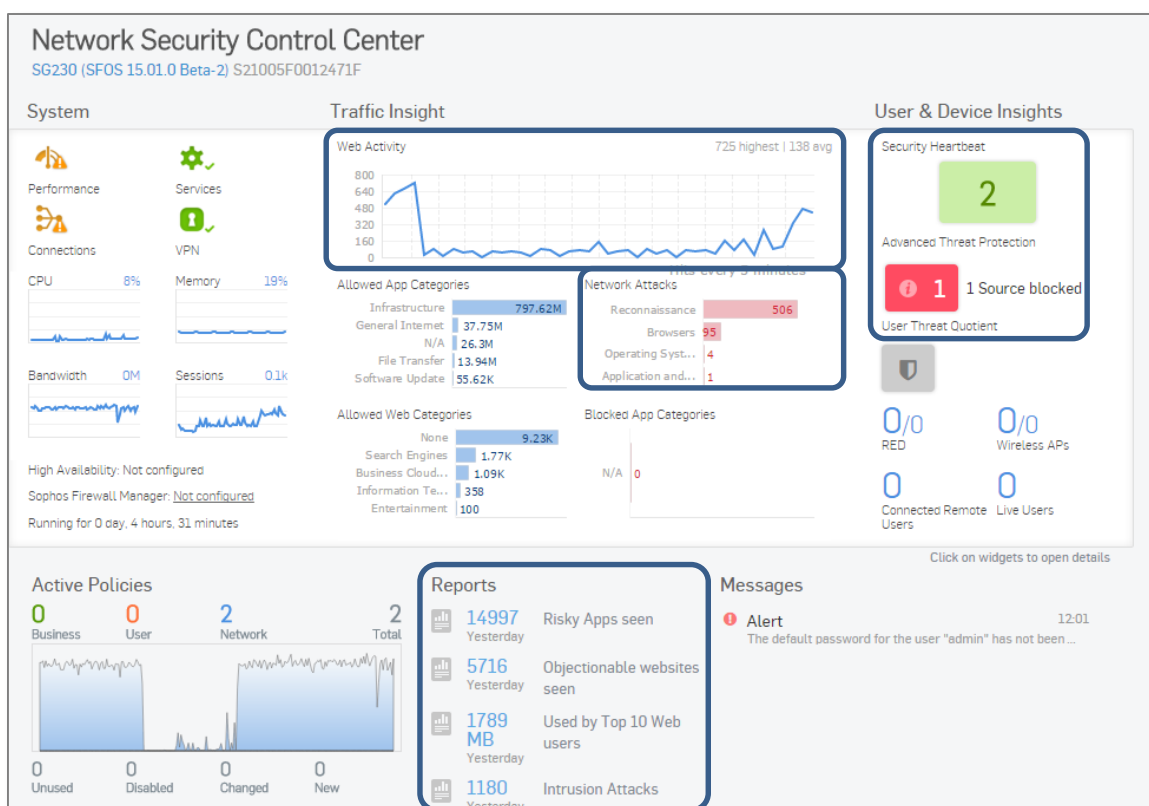 Network Security Control Center
SG230 (SFOS 15.01.0 Beta-2) S21005F0012471F
System
Performance
Services
Connections
VPN
CPU 8%
Memory 19%
Bandwidth 0M
Sessions 0.1k
High Availability: Not configured
Sophos Firewall Manager: Not configured
Running for 0 day, 4 hours, 31 minutes
Traffic Insight
Web Activity 725 highest | 138 avg
800
640
480
320
160
0
Hits every 5 minutes
Allowed App Categories
Infrastructure 797.62M
General Internet 37.75M
N/A 26.3M
File Transfer 13.94M
Software Update 55.62K
Network Attacks
Reconnaissance 506
Browsers 95
Operating Syst... 4
Application and... 1
Allowed Web Categories
None 9.23K
Search Engines 1.77K
Business Cloud... 1.09K
Information Te... 358
Entertainment 100
Blocked App Categories
N/A 0
User & Device Insights
Security Heartbeat
2
Advanced Threat Protection
1 1 Source blocked
User Threat Quotient
0/0
RED
0/0
Wireless APs
0
Connected Remote
Users
0
Live Users
Click on widgets to open details
Active Policies
0
Business
0
User
2
Network
2
Total
0
Unused
0
Disabled
0
Changed
0
New
Reports
14997 Risky Apps seen
Yesterday
5716 Objectionable websites
Yesterday seen
1789 Used by Top 10 Web
MB users
Yesterday
1180 Intrusion Attacks
Yesterday
Messages
Alert 12:01
The default password for the user "admin" has not been ...